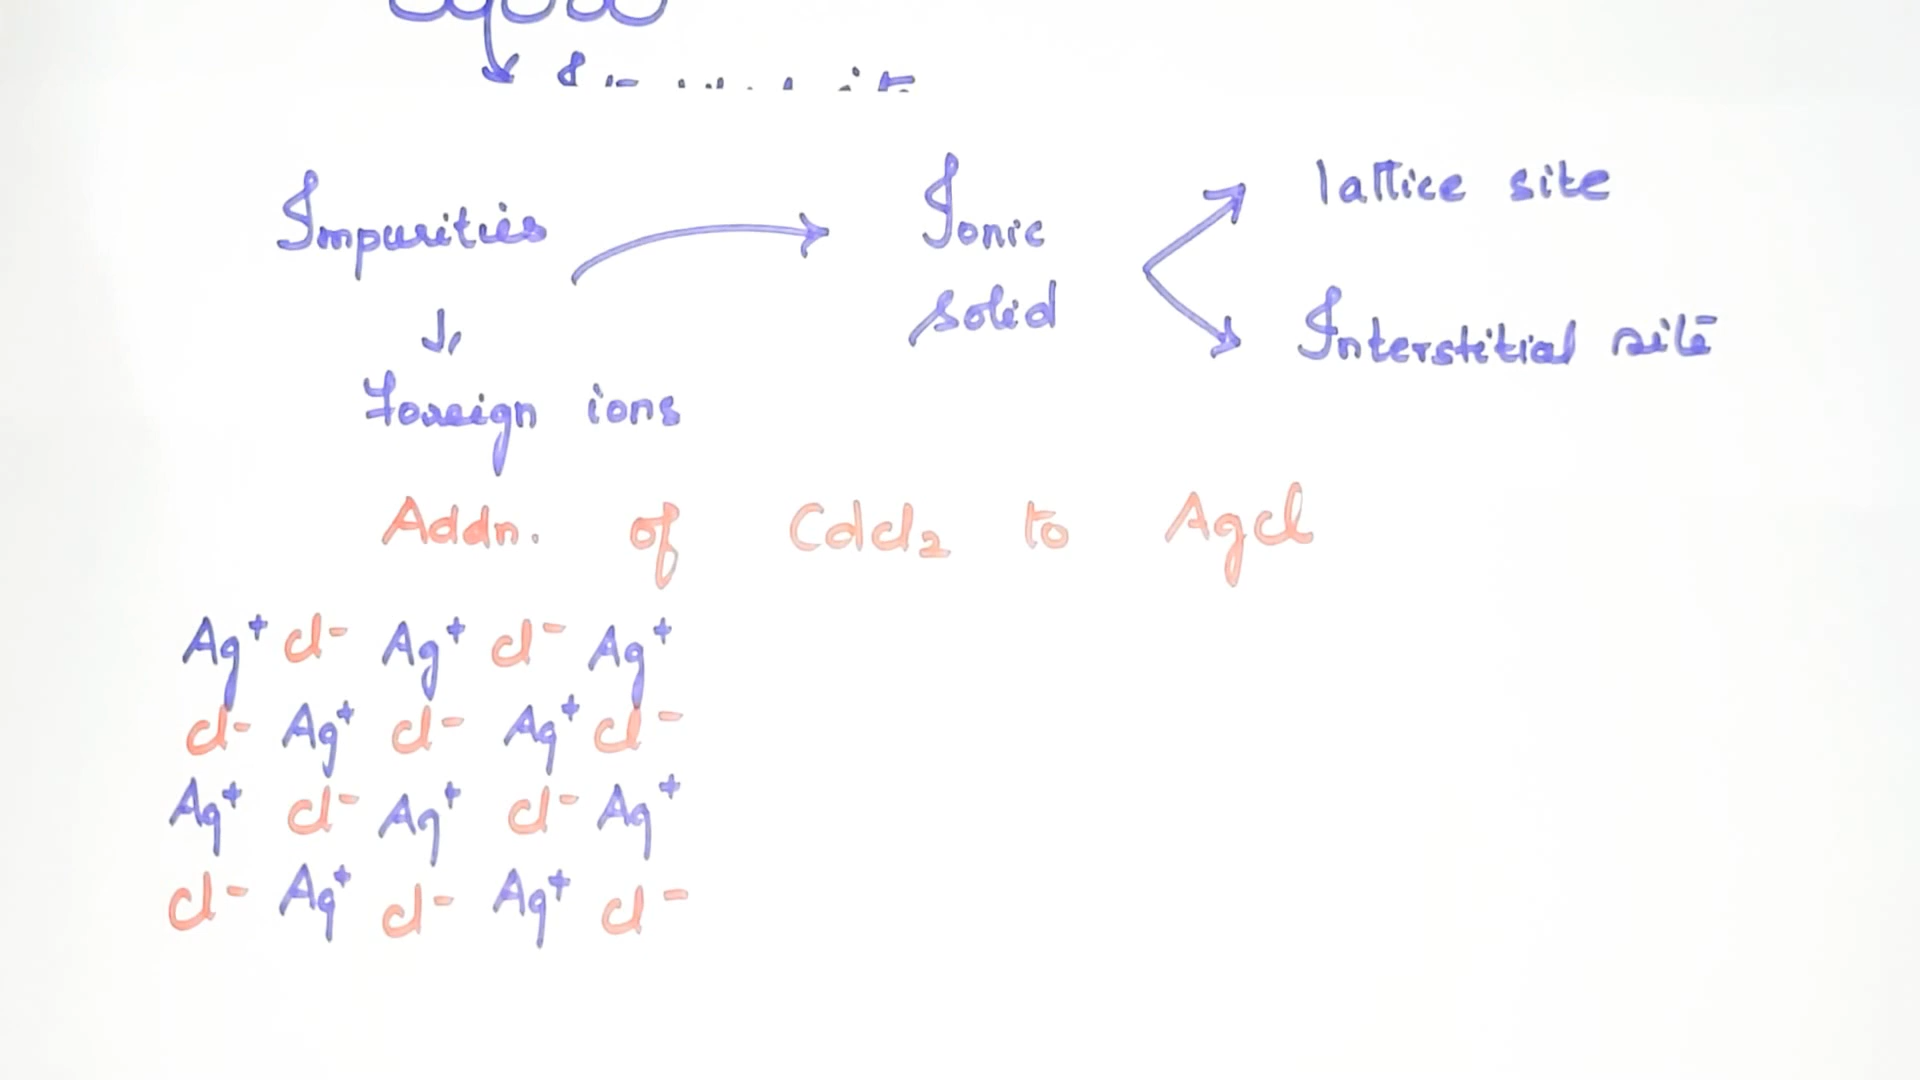 Impurities Ionic solid lattice site
Interstitial site
Foreign ions
Addn. of CdCl2 to AgCl
Ag+ Cl- Ag+ Cl- Ag+
Cl- Ag+ Cl- Ag+ Cl-
Ag+ Cl- Ag+ Cl- Ag+
Cl- Ag+ Cl- Ag+ Cl-